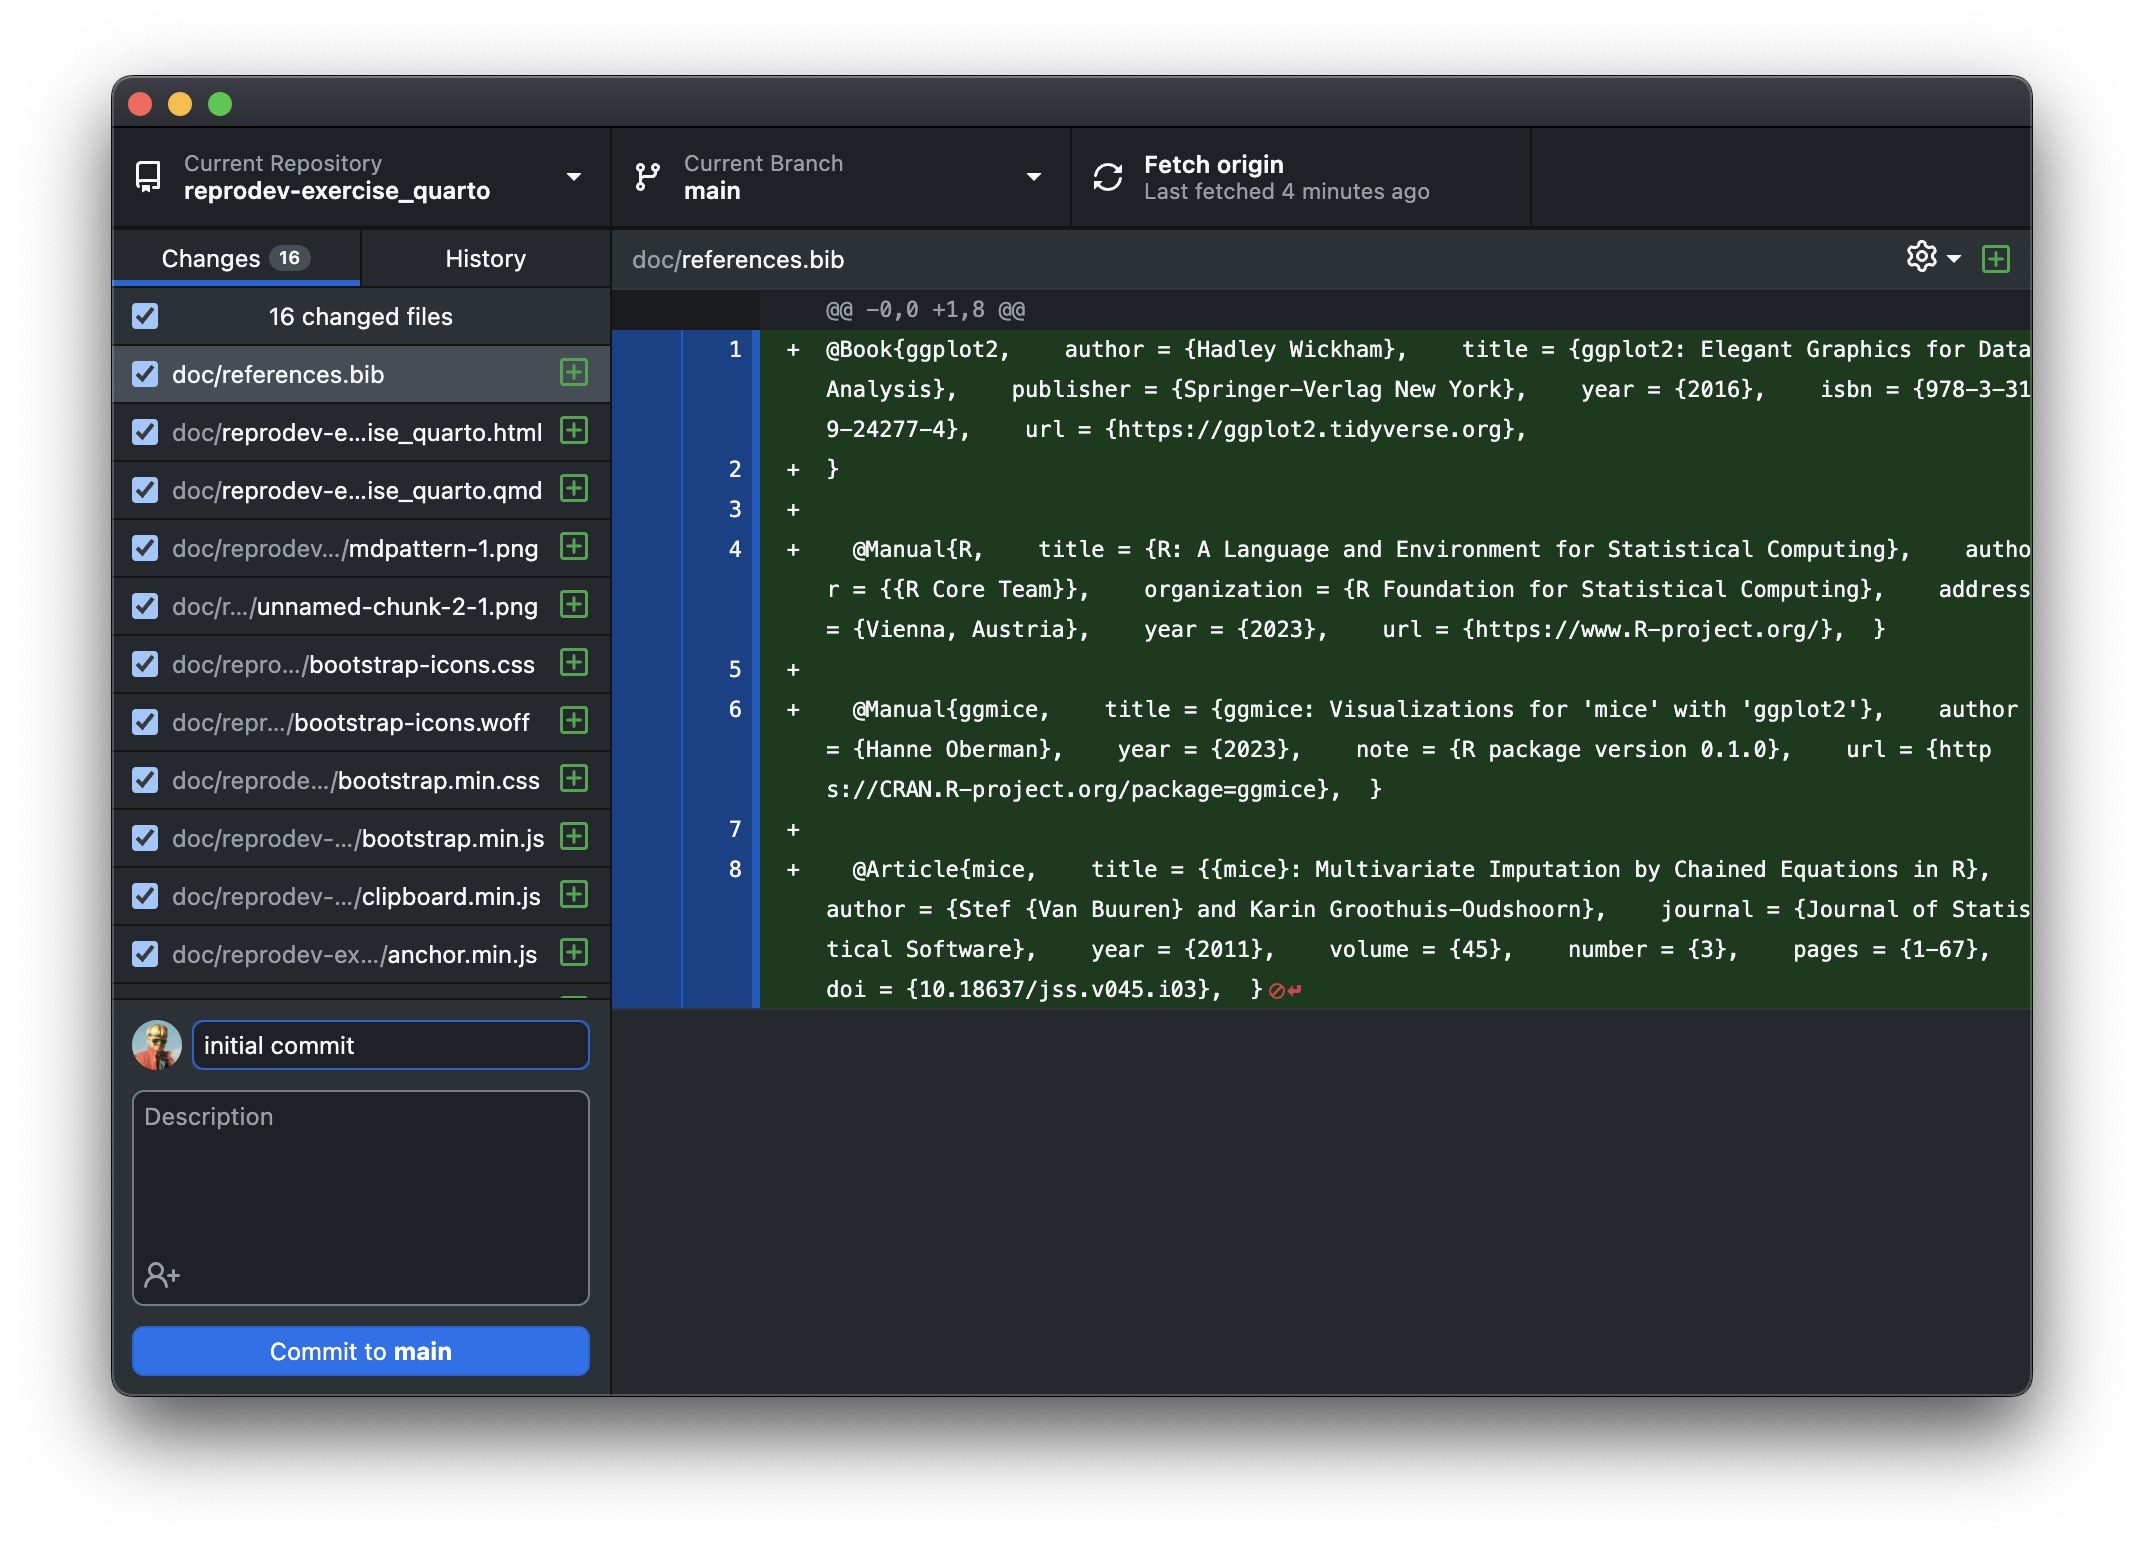 Current Repository
reprodev-exercise_quarto
Current Branch
main
Fetch origin
Last fetched 4 minutes ago
Changes 16
History
16 changed files
doc/references.bib
doc/reprodev-e...ise_quarto.html
doc/reprodev-e...ise_quarto.qmd
doc/reprodev.../mdpattern-1.png
doc/r.../unnamed-chunk-2-1.png
doc/repro.../bootstrap-icons.css
doc/repr.../bootstrap-icons.woff
doc/reprode.../bootstrap.min.css
doc/reprodev-.../bootstrap.min.js
doc/reprodev-.../clipboard.min.js
doc/reprodev-ex.../anchor.min.js
initial commit
Description
Commit to main
doc/references.bib
@@ -0,0 +1,8 @@
1 + @Book{ggplot2,    author = {Hadley Wickham},    title = {ggplot2: Elegant Graphics for Data
Analysis},    publisher = {Springer-Verlag New York},    year = {2016},    isbn = {978-3-31
9-24277-4},    url = {https://ggplot2.tidyverse.org},
2 + }
3 +
4 +   @Manual{R,    title = {R: A Language and Environment for Statistical Computing},    autho
r = {{R Core Team}},    organization = {R Foundation for Statistical Computing},    address
= {Vienna, Austria},    year = {2023},    url = {https://www.R-project.org/},  }
5 +
6 +   @Manual{ggmice,    title = {ggmice: Visualizations for 'mice' with 'ggplot2'},    author
= {Hanne Oberman},    year = {2023},    note = {R package version 0.1.0},    url = {http
s://CRAN.R-project.org/package=ggmice},  }
7 +
8 +   @Article{mice,    title = {{mice}: Multivariate Imputation by Chained Equations in R},
author = {Stef {Van Buuren} and Karin Groothuis-Oudshoorn},    journal = {Journal of Statis
tical Software},    year = {2011},    volume = {45},    number = {3},    pages = {1-67},
doi = {10.18637/jss.v045.i03},  }